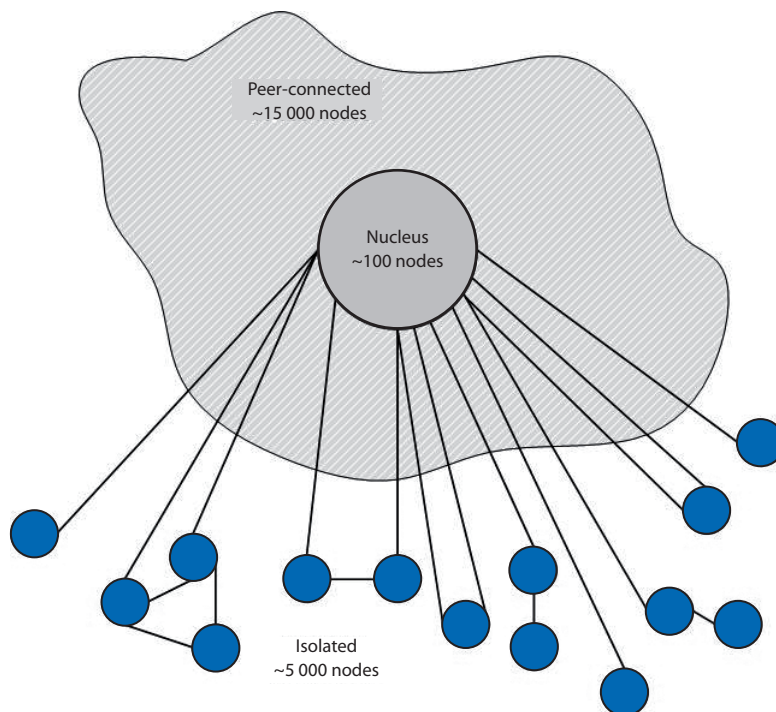 Peer-connected
~15 000 nodes
Nucleus
~100 nodes
Isolated
~5 000 nodes